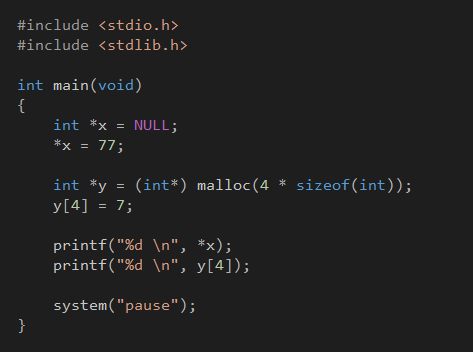 #include <stdio.h>
#include <stdlib.h>

int main(void)
{
    int *x = NULL;
    *x = 77;

    int *y = (int*) malloc(4 * sizeof(int));
    y[4] = 7;

    printf("%d \n", *x);
    printf("%d \n", y[4]);

    system("pause");
}